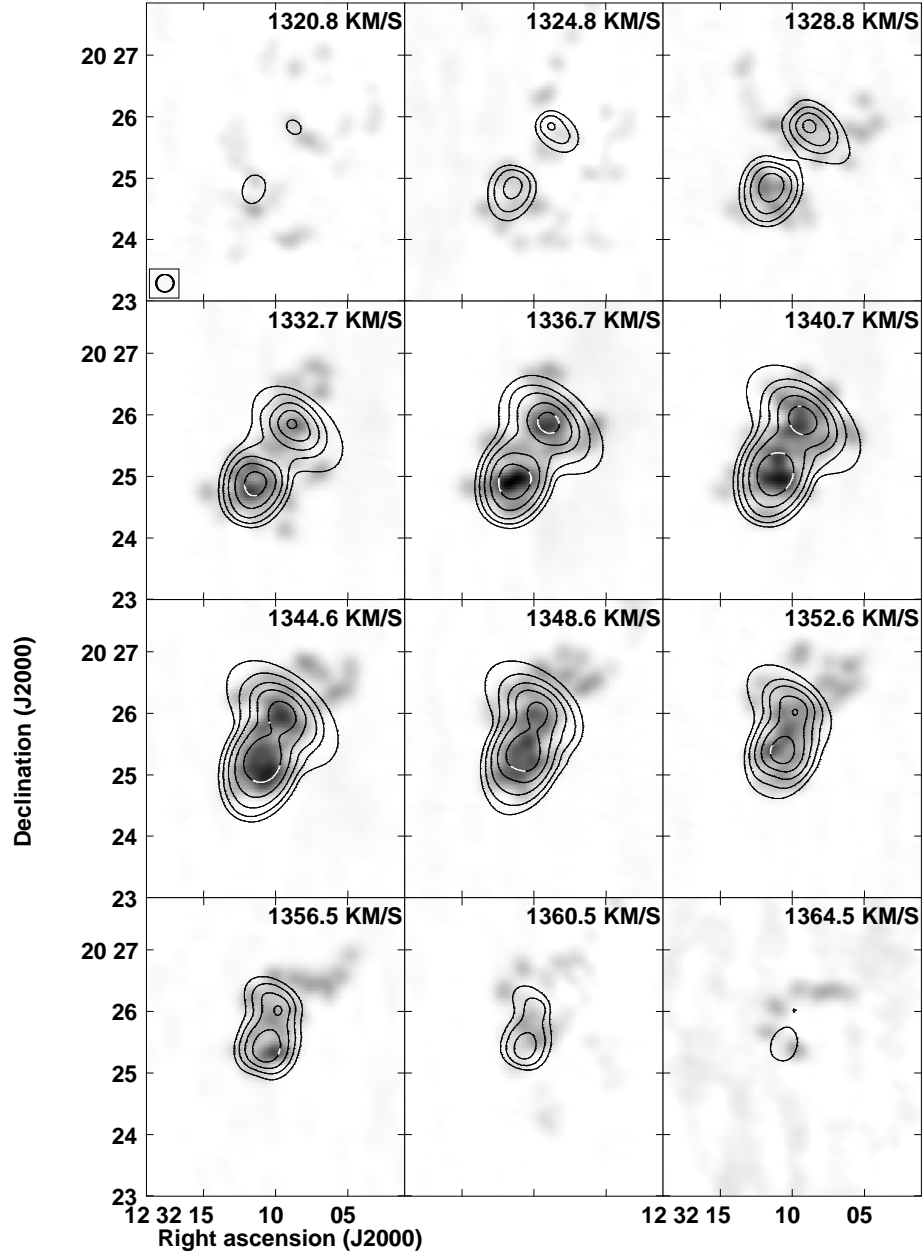 1320.8 KM/S 1324.8 KM/S 1328.8 KM/S
20 27
26
25
24
23
1332.7 KM/S 1336.7 KM/S 1340.7 KM/S
20 27
26
25
24
23
1344.6 KM/S 1348.6 KM/S 1352.6 KM/S
20 27
26
25
24
23
Declination (J2000)
1356.5 KM/S 1360.5 KM/S 1364.5 KM/S
20 27
26
25
24
23
12 32 15 10 05 12 32 15 10 05
Right ascension (J2000)